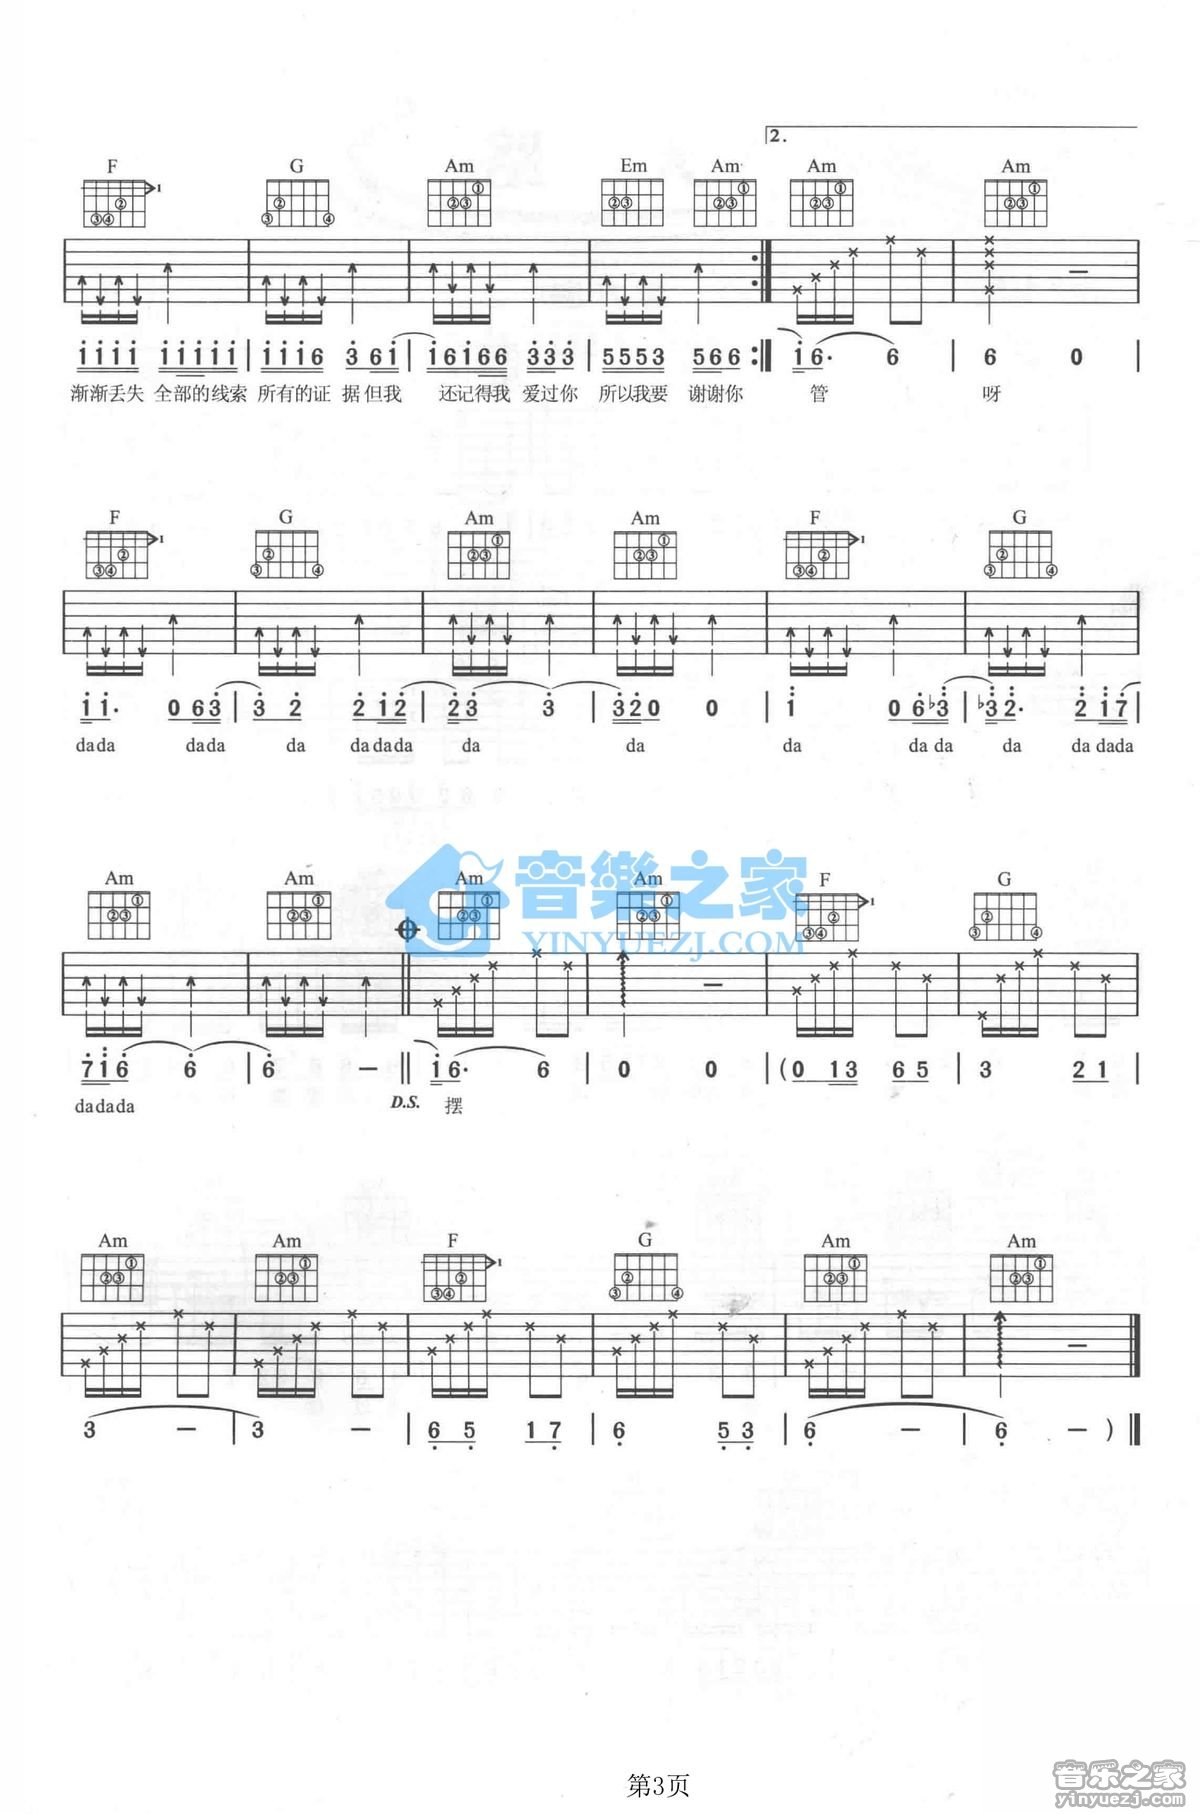 2.
F G Am Em Am Am Am
1 1 1 1 1 1 1 1 1 | 1 1 1 6 3 6 1 | 1 6 1 6 6 3 3 3 | 5 5 5 3 5 6 6 :| 1 6· 6 | 6 0 |
渐渐丢失 全部的线索 所有的证 据但我 还记得我 爱过你 所以我要 谢谢你 管 呀
F G Am Am F G
1 1· 0 6 3 | 3 2 2 1 2 | 2 3 3 | 3 2 0 0 | 1 0 6 ♭3 | ♭3 2· 2 1 7 |
dada dada da dadada da da da da da da da dada
Am Am Am Am F G
音樂之家
YINYUEZJ.COM
7 1 6 6 | 6 – || 1 6· 6 | 0 0 | (0 1 3 6 5 | 3 2 1 |
dadada D.S. 摆
Am Am F G Am Am
3 – | 3 – | 6 5 1 7 | 6 5 3 | 6 – | 6 – ) ||
第3页
音乐之家
yinyuezj.com